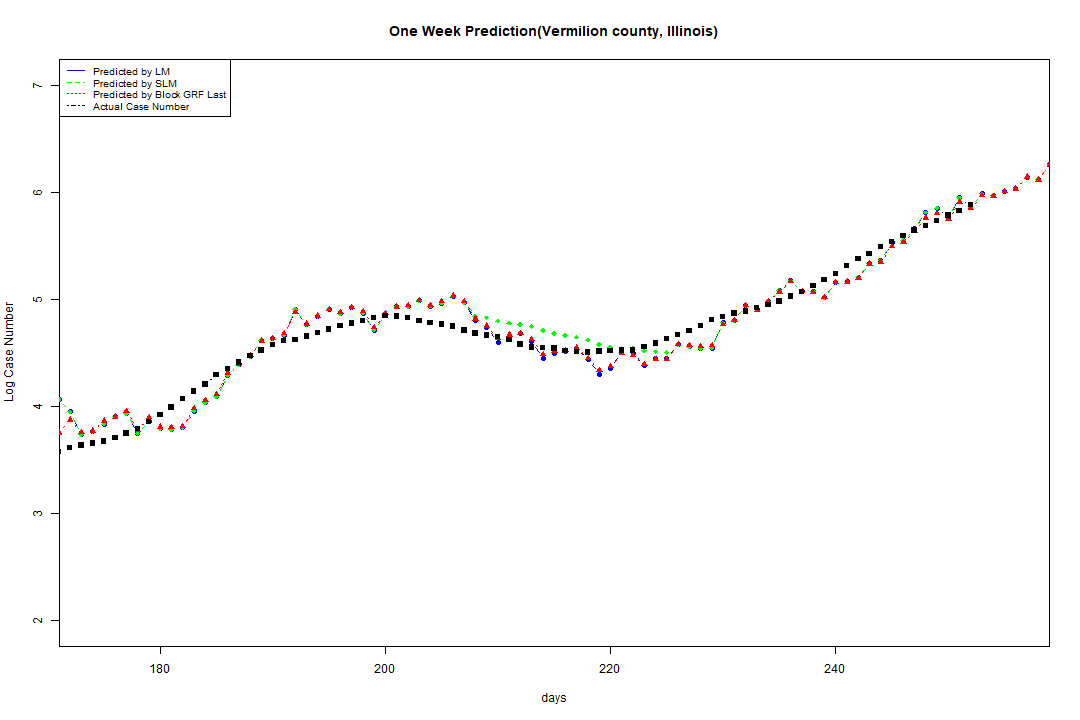 One Week Prediction(Vermilion county, Illinois)
Predicted by LM
Predicted by SLM
Predicted by Block GRF Last
Actual Case Number
7
6
5
4
3
2
Log Case Number
180 200 220 240
days